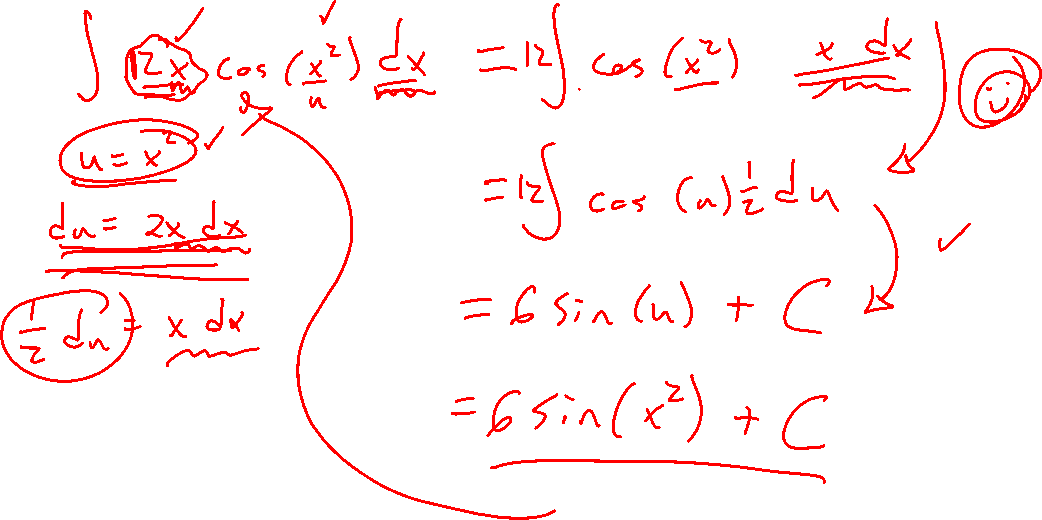 ∫ 12x cos (x²) dx = 12 ∫ cos (x²) x dx
u
u = x²
= 12 ∫ cos (u) ½ du
du = 2x dx
= 6 sin (u) + C
½ du = x dx
= 6 sin (x²) + C